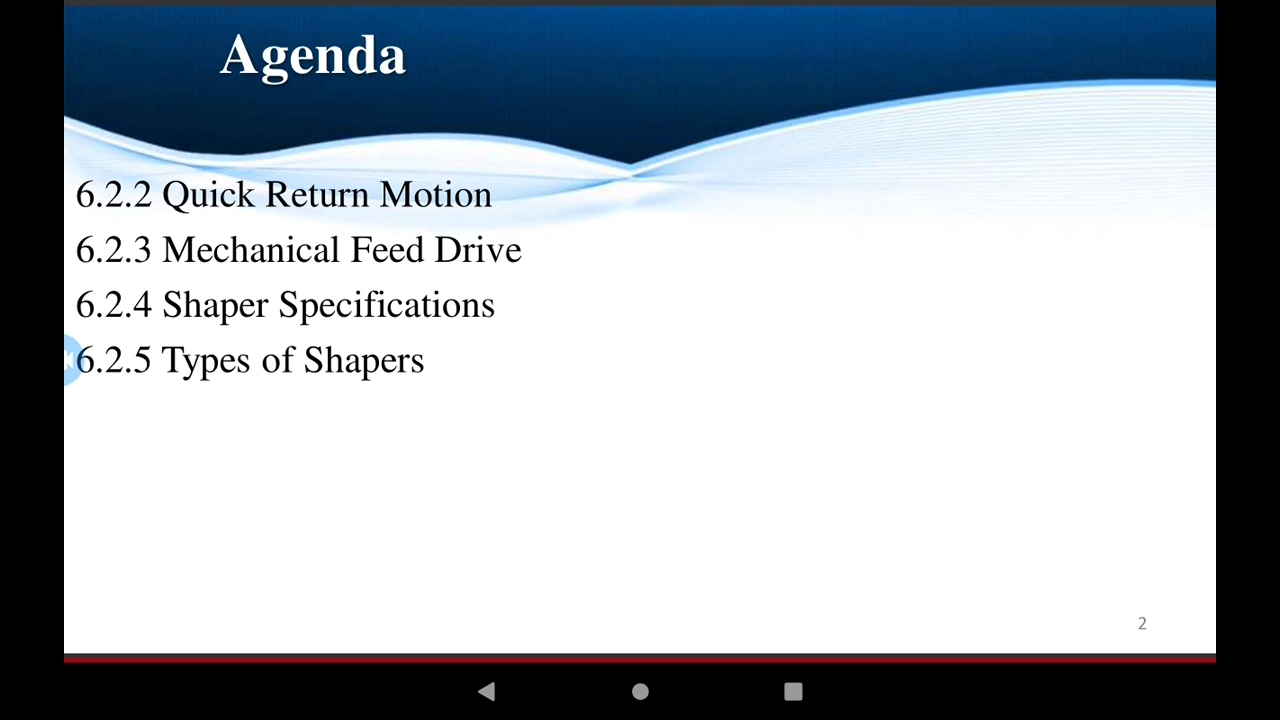 Agenda
6.2.2 Quick Return Motion
6.2.3 Mechanical Feed Drive
6.2.4 Shaper Specifications
6.2.5 Types of Shapers
2